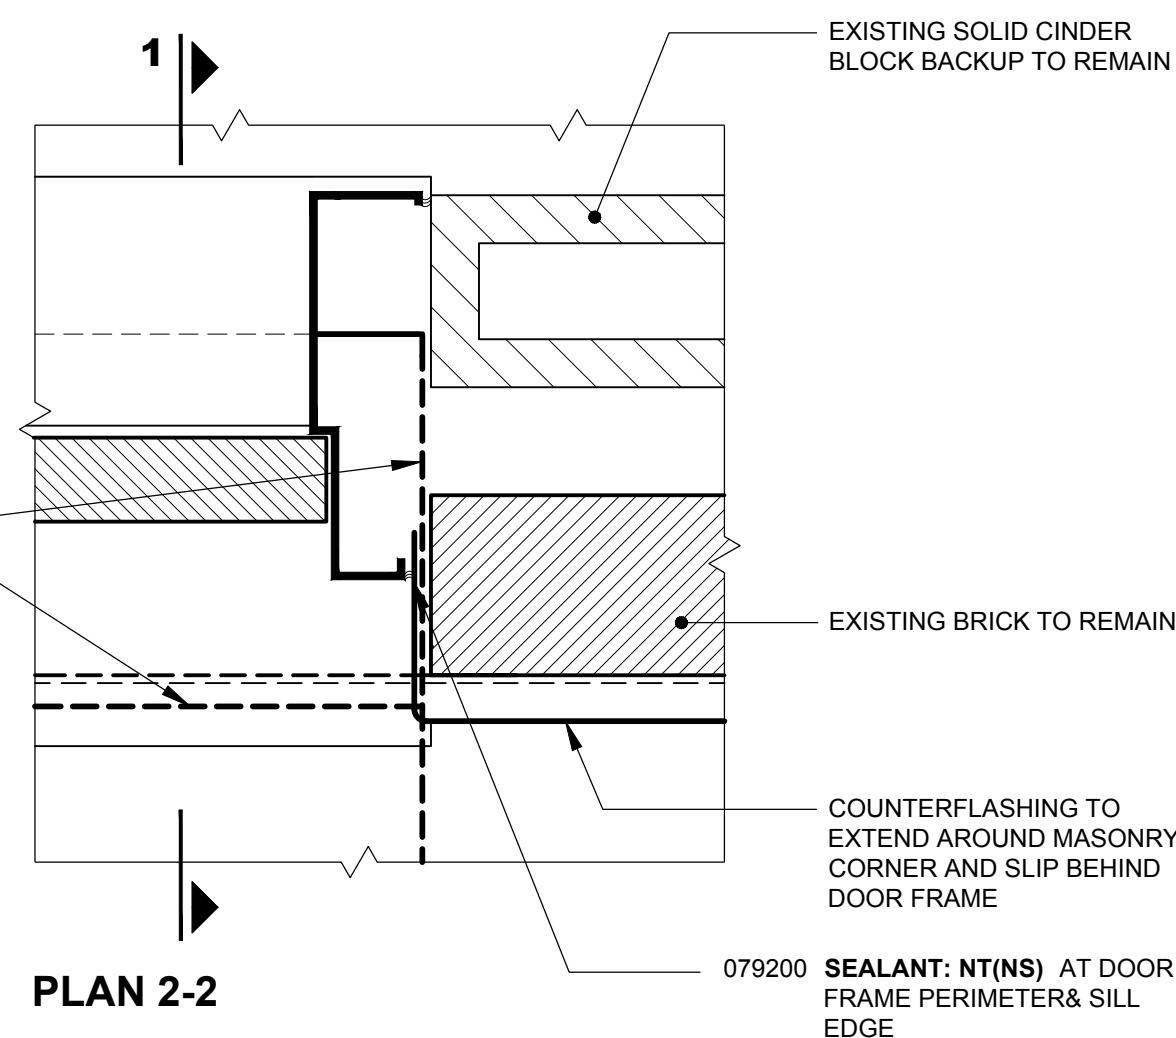 1
EXISTING SOLID CINDER
BLOCK BACKUP TO REMAIN
EXISTING BRICK TO REMAIN
COUNTERFLASHING TO
EXTEND AROUND MASONRY
CORNER AND SLIP BEHIND
DOOR FRAME
079200 SEALANT: NT(NS) AT DOOR
FRAME PERIMETER& SILL
EDGE
PLAN 2-2